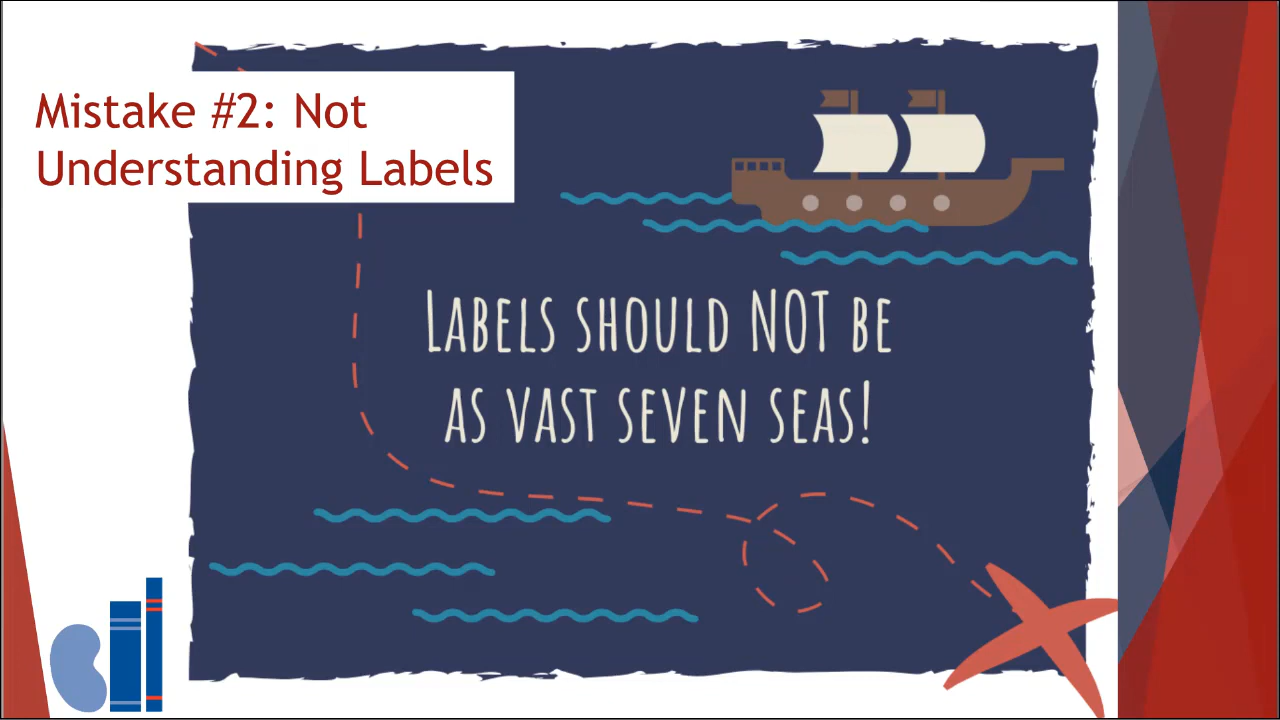 Mistake #2: Not
Understanding Labels
LABELS SHOULD NOT BE
AS VAST SEVEN SEAS!